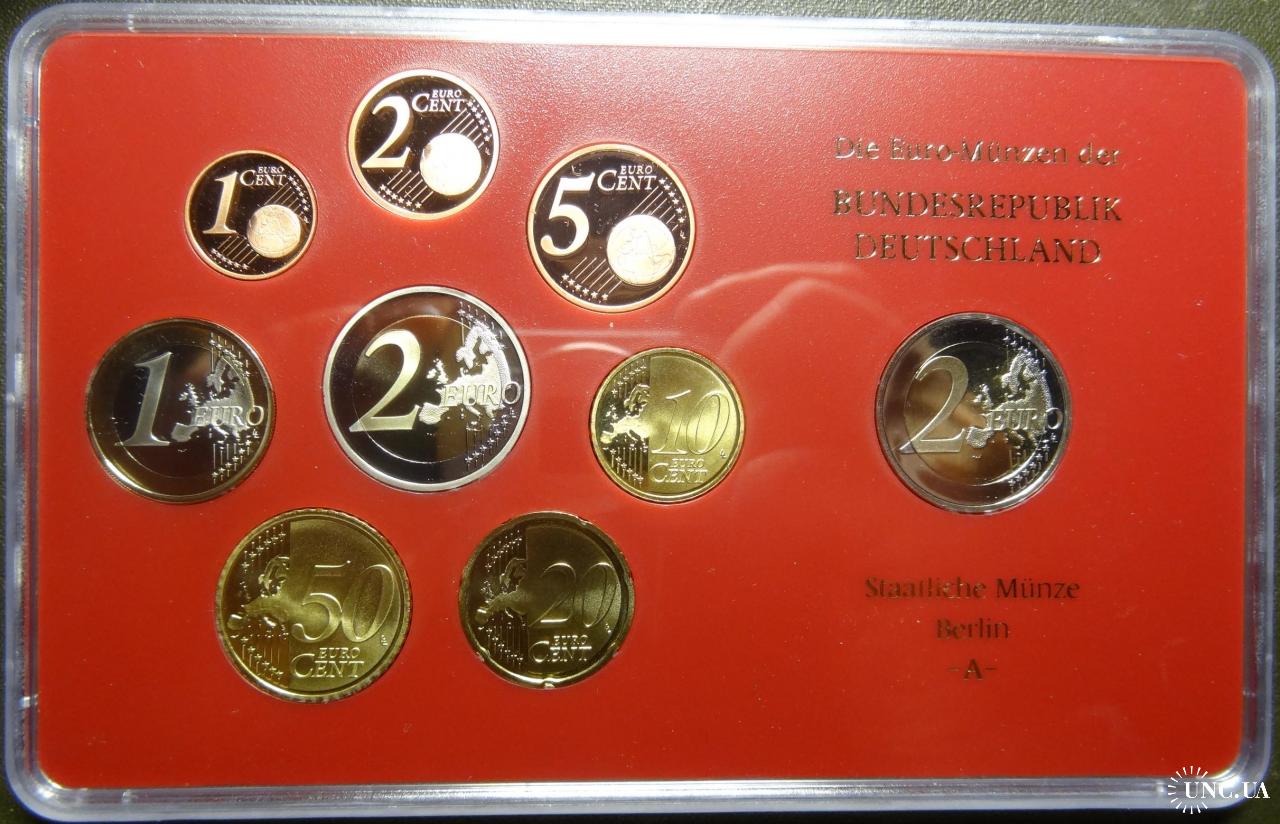 2 EURO
CENT
1 EURO
CENT
5 EURO
CENT
Die Euro-Münzen der
BUNDESREPUBLIK
DEUTSCHLAND
1 EURO
2 EURO
10
EURO
CENT
2 EURO
50
EURO
CENT
20
EURO
CENT
Staatliche Münze
Berlin
-A-
UNC.UA